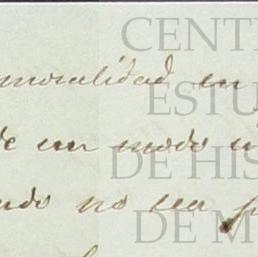 CENT
moralidad en
ESTU
de un modo
DE HIS
no sea
DE M